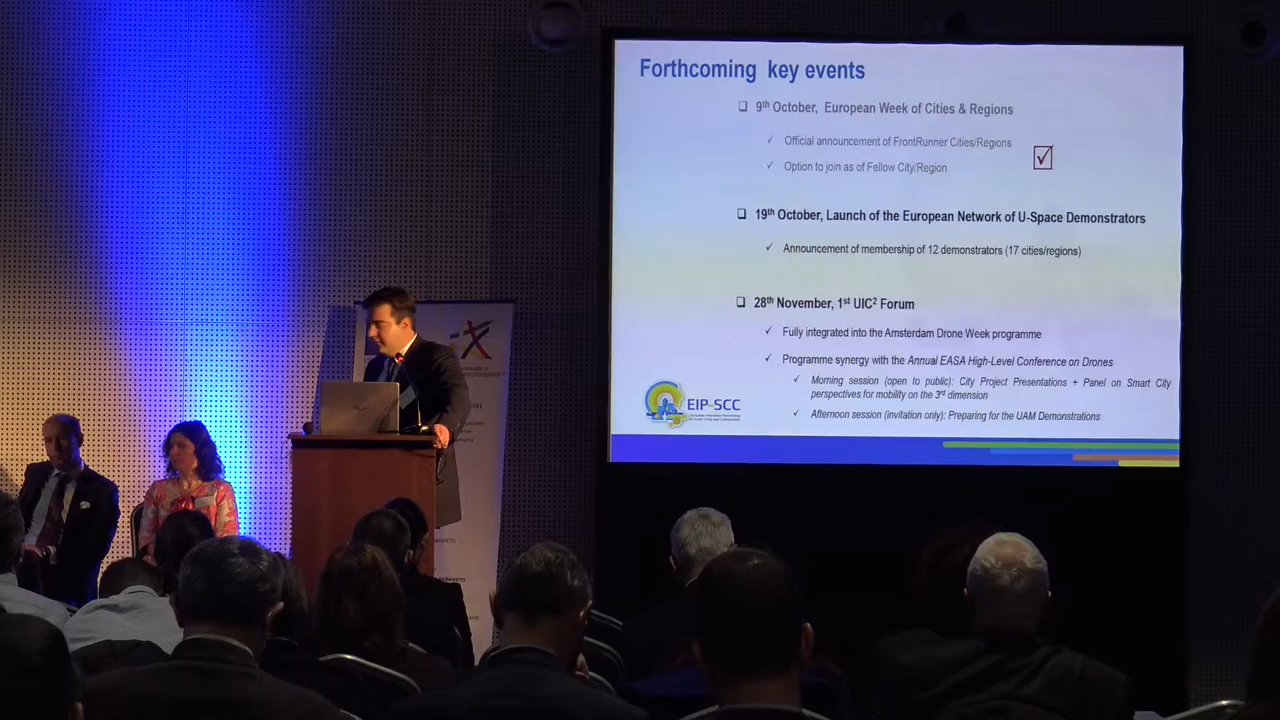 Forthcoming key events
9th October, European Week of Cities & Regions
Official announcement of FrontRunner Cities/Regions
Option to join as of Fellow City/Region
19th October, Launch of the European Network of U-Space Demonstrators
Announcement of membership of 12 demonstrators (17 cities/regions)
28th November, 1st UIC² Forum
Fully integrated into the Amsterdam Drone Week programme
Programme synergy with the Annual EASA High-Level Conference on Drones
Morning session (open to public): City Project Presentations + Panel on Smart City
perspectives for mobility on the 3rd dimension
Afternoon session (invitation only): Preparing for the UAM Demonstrations
EIP-SCC